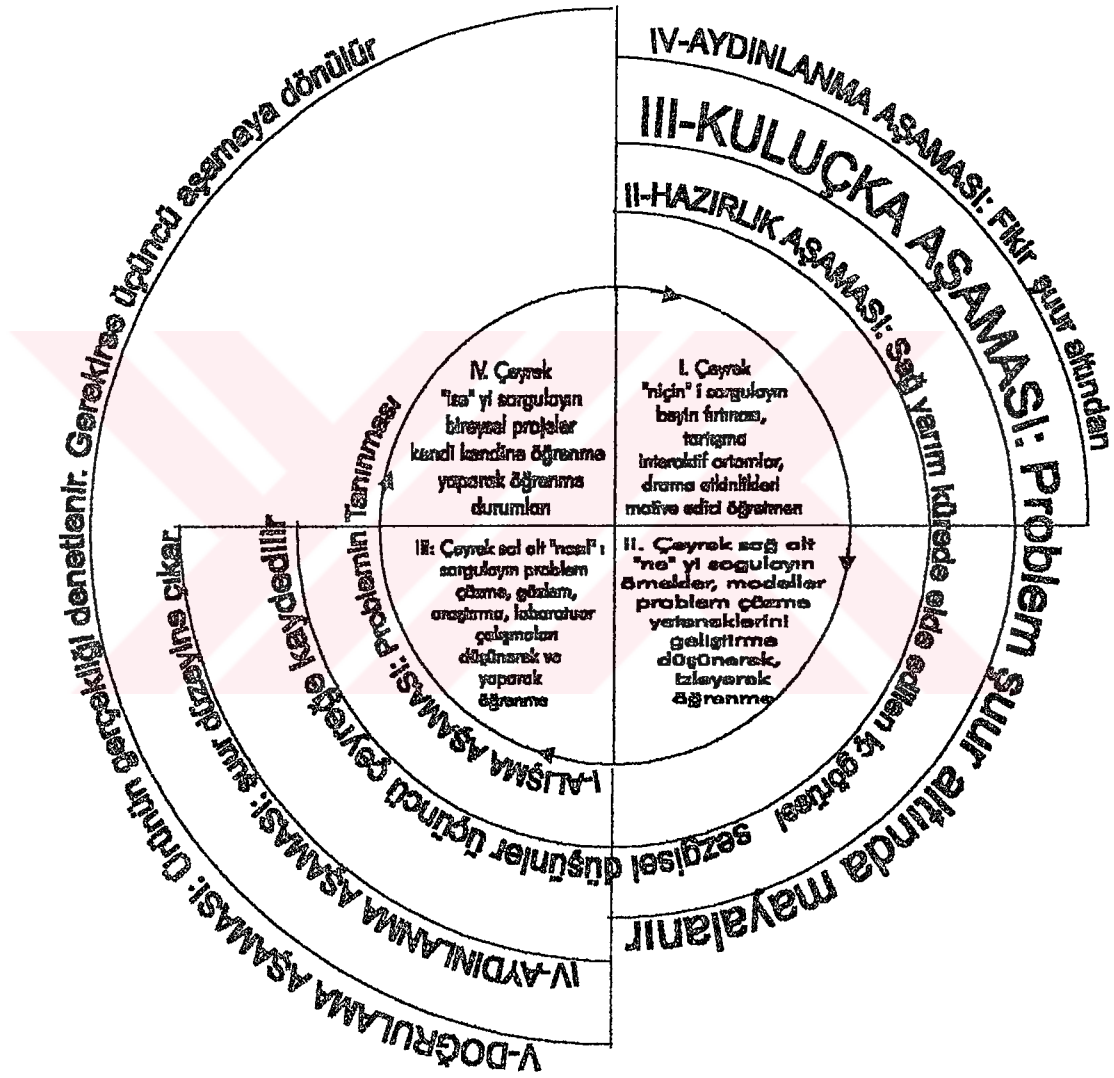 IV-AYDINLANMA AŞAMASI: Fikir şuur altından
III-KULUÇKA AŞAMASI: Problem şuur altında mayalanır
II-HAZIRLIK AŞAMASI: Sağ yarım kürede elde edilen iç görüsel sezgisel düşünler üçüncü çeyreğe kaydedilir
I-ALIŞMA AŞAMASI: Problemin Tanınması
IV-AYDINLANMA AŞAMASI: şuur düzeyine çıkar
V-DOĞRULAMA AŞAMASI: Ürünün gerçekliği denetlenir. Gerekirse üçüncü aşamaya dönülür
IV. Çeyrek
"ise" yi sorgulayın
bireysel projeler
kendi kendine öğrenme
yaparak öğrenme
durumları
I. Çeyrek
"niçin" i sorgulayın
beyin fırtınası,
tartışma
interaktif ortamlar,
drama etkinlikleri
motive edici öğretmen
III: Çeyrek sol alt "nasıl" ı
sorgulayın problem
çözme, gözlem,
araştırma, laboratuar
çalışmaları
düşünerek ve
yaparak
öğrenme
II. Çeyrek sağ alt
"ne" yi sogulayın
örnekler, modeller
problem çözme
yeteneklerini
geliştirme
düşünerek,
izleyerek
öğrenme